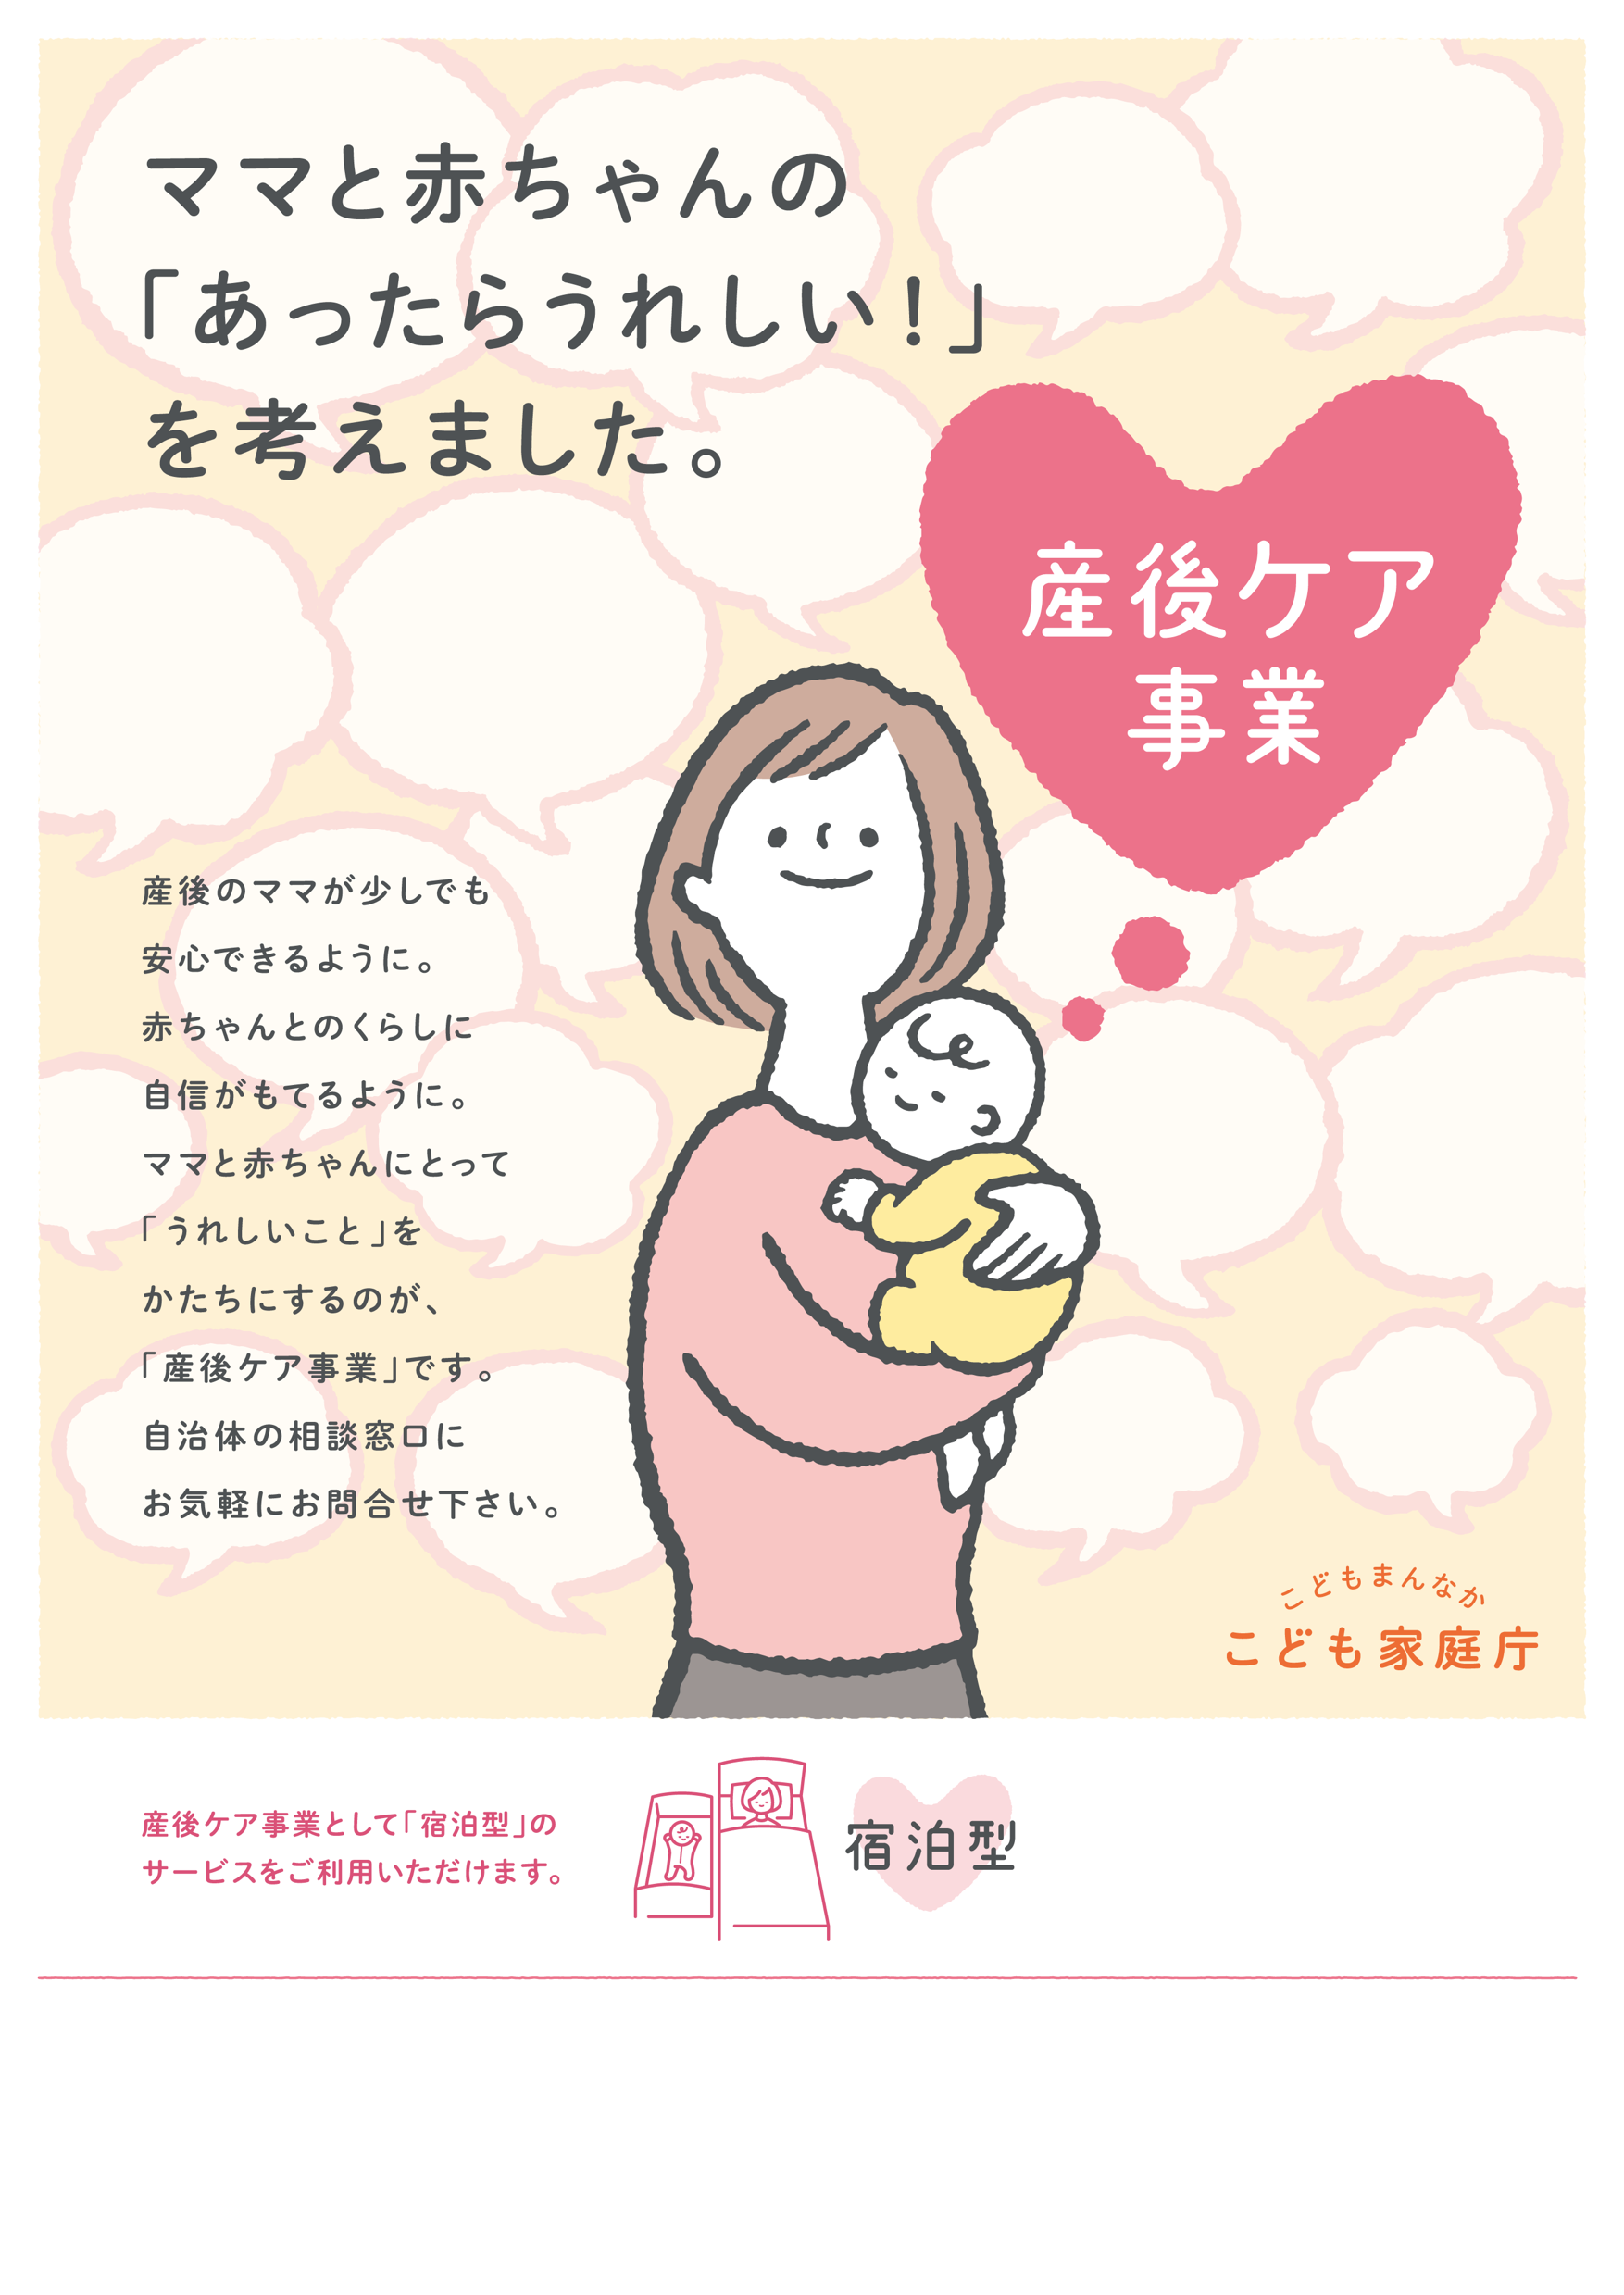 ママと赤ちゃんの
「あったらうれしい!」
を考えました。
産後ケア
事業
産後のママが少しでも
安心できるように。
赤ちゃんとのくらしに
自信がもてるように。
ママと赤ちゃんにとって
「うれしいこと」を
かたちにするのが、
「産後ケア事業」です。
自治体の相談窓口に
お気軽にお問合せ下さい。
こどもまんなか
こども家庭庁
産後ケア事業として「宿泊型」の
サービスをご利用いただけます。
宿泊型